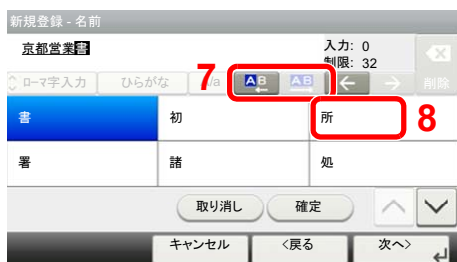 新規登録 - 名前
京都営業書
入力: 0
制限: 32
ローマ字入力 ひらがな a/a AB AB ← → 削除
7
書 初 所
8
署 諸 処
取り消し 確定
キャンセル <戻る 次へ>